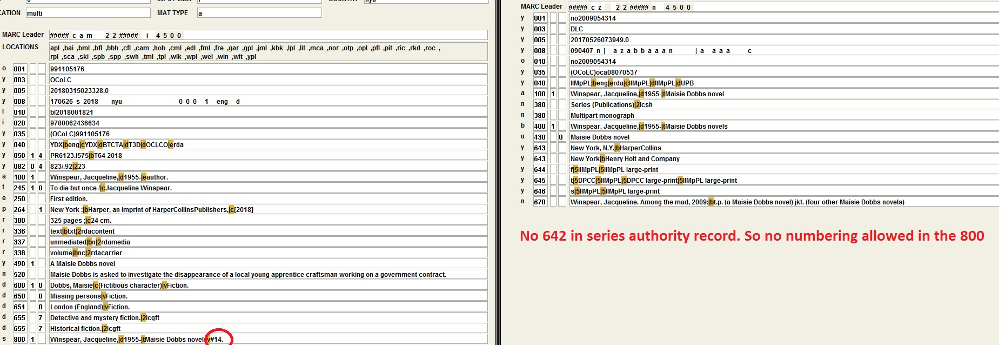 CATION multi MAT TYPE a
MARC Leader ##### c a m 2 2 ##### i 4 5 0 0
LOCATIONS apl ,bai ,bml ,bfl ,bbh ,cfl ,cam ,hob ,cml ,edl ,fml ,fre ,gar ,gpl ,jml ,kbk ,lpl ,lit ,mca ,nor ,otp ,opl ,pfl ,pit ,ric ,rkd ,roc ,
rpl ,sca ,ski ,spb ,spp ,swh ,tml ,tpl ,wlk ,wpl ,wel ,win ,wit ,ypl
o 001 991105176
y 003 OCoLC
y 005 20180315023328.0
y 008 170626 s 2018 nyu 0 0 0 1 eng d
l 010 bl2018001821
i 020 9780062436634
y 035 (OCoLC)991105176
y 040 YDX|beng|cYDX|dBTCTA|dT3D|dOCLCO|erda
y 050 1 4 PR6123.I575|bT64 2018
y 082 0 4 823/.92|223
a 100 1 Winspear, Jacqueline,|d1955-|eauthor.
t 245 1 0 To die but once /|cJacqueline Winspear.
e 250 First edition.
p 264 1 New York :|bHarper, an imprint of HarperCollinsPublishers,|c[2018]
r 300 325 pages ;|c24 cm.
r 336 text|btxt|2rdacontent
r 337 unmediated|bn|2rdamedia
r 338 volume|bnc|2rdacarrier
y 490 1 A Maisie Dobbs novel
n 520 Maisie Dobbs is asked to investigate the disappearance of a local young apprentice craftsman working on a government contract.
d 600 1 0 Dobbs, Maisie|c(Fictitious character)|vFiction.
d 650 0 Missing persons|vFiction.
d 651 0 London (England)|vFiction.
d 655 7 Detective and mystery fiction.|2lcgft
d 655 7 Historical fiction.|2lcgft
s 800 1 Winspear, Jacqueline,|d1955-|tMaisie Dobbs novel|v#14.
MARC Leader ##### c z 2 2 ##### n 4 5 0 0
y 001 no2009054314
y 003 DLC
y 005 20170526073949.0
y 008 090407 n | a z a b b a a a n | a a a a c
o 010 no2009054314
y 035 (OCoLC)oca08070537
y 040 IlMpPL|beng|erda|cIlMpPL|dIlMpPL|dUPB
a 100 1 Winspear, Jacqueline,|d1955-|tMaisie Dobbs novel
n 380 Series (Publications)|2lcsh
n 380 Multipart monograph
b 400 1 Winspear, Jacqueline,|d1955-|tMaisie Dobbs novels
u 430 0 Maisie Dobbs novel
y 643 New York, N.Y.|bHarperCollins
y 643 New York|bHenry Holt and Company
y 644 f|5IlMpPL|5IlMpPL large-print
y 645 t|5DPCC|5IlMpPL|5DPCC large-print|5IlMpPL large-print
y 646 s|5IlMpPL|5IlMpPL large-print
n 670 Winspear, Jacqueline. Among the mad, 2009:|bt.p. (a Maisie Dobbs novel) jkt. (four other Maisie Dobbs novels)
No 642 in series authority record. So no numbering allowed in the 800